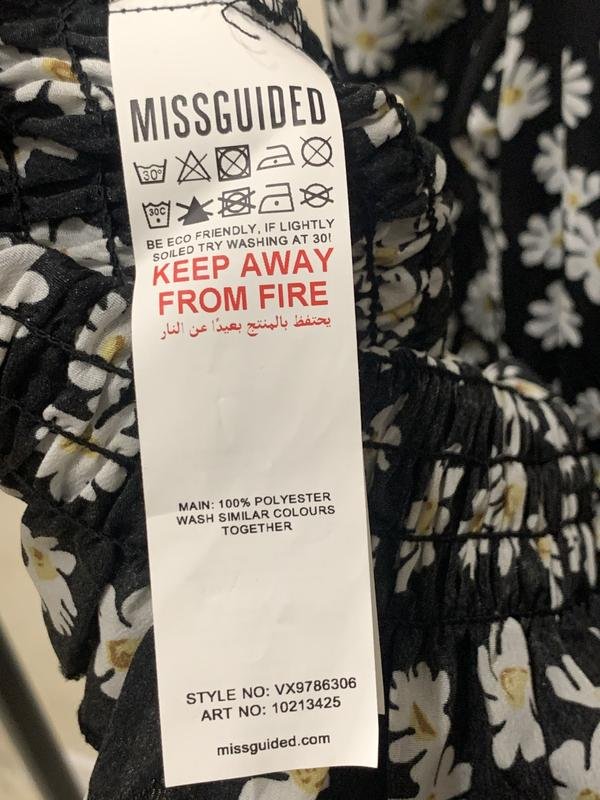 MISSGUIDED
30°
30C
BE ECO FRIENDLY, IF LIGHTLY
SOILED TRY WASHING AT 30!
KEEP AWAY
FROM FIRE
يحتفظ بالمنتج بعيدًا عن النار
MAIN: 100% POLYESTER
WASH SIMILAR COLOURS
TOGETHER
STYLE NO: VX9786306
ART NO: 10213425
missguided.com